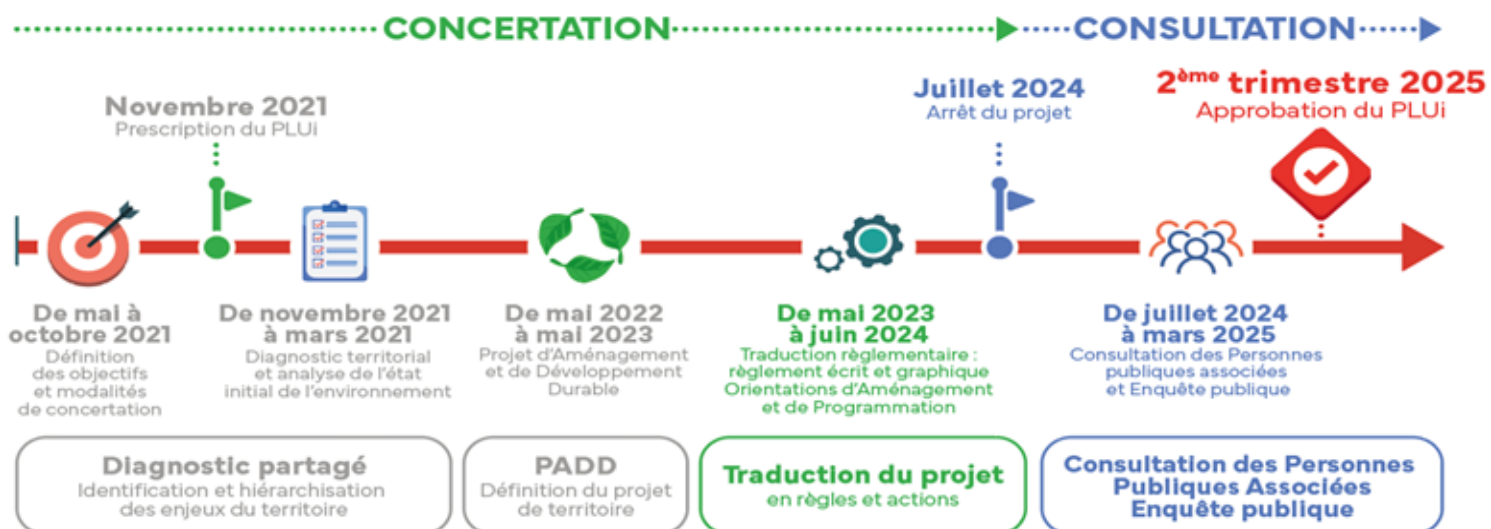 CONCERTATION
CONSULTATION
Novembre 2021
Prescription du PLUi
Juillet 2024
Arrêt du projet
2ème trimestre 2025
Approbation du PLUi
De mai à
octobre 2021
Définition
des objectifs
et modalités
de concertation
De novembre 2021
à mars 2021
Diagnostic territorial
et analyse de l'état
initial de l'environnement
De mai 2022
à mai 2023
Projet d'Aménagement
et de Développement
Durable
De mai 2023
à juin 2024
Traduction règlementaire :
règlement écrit et graphique
Orientations d'Aménagement
et de Programmation
De juillet 2024
à mars 2025
Consultation des Personnes
publiques associées
et Enquête publique
Diagnostic partagé
Identification et hiérarchisation
des enjeux du territoire
PADD
Définition du projet
de territoire
Traduction du projet
en règles et actions
Consultation des Personnes
Publiques Associées
Enquête publique